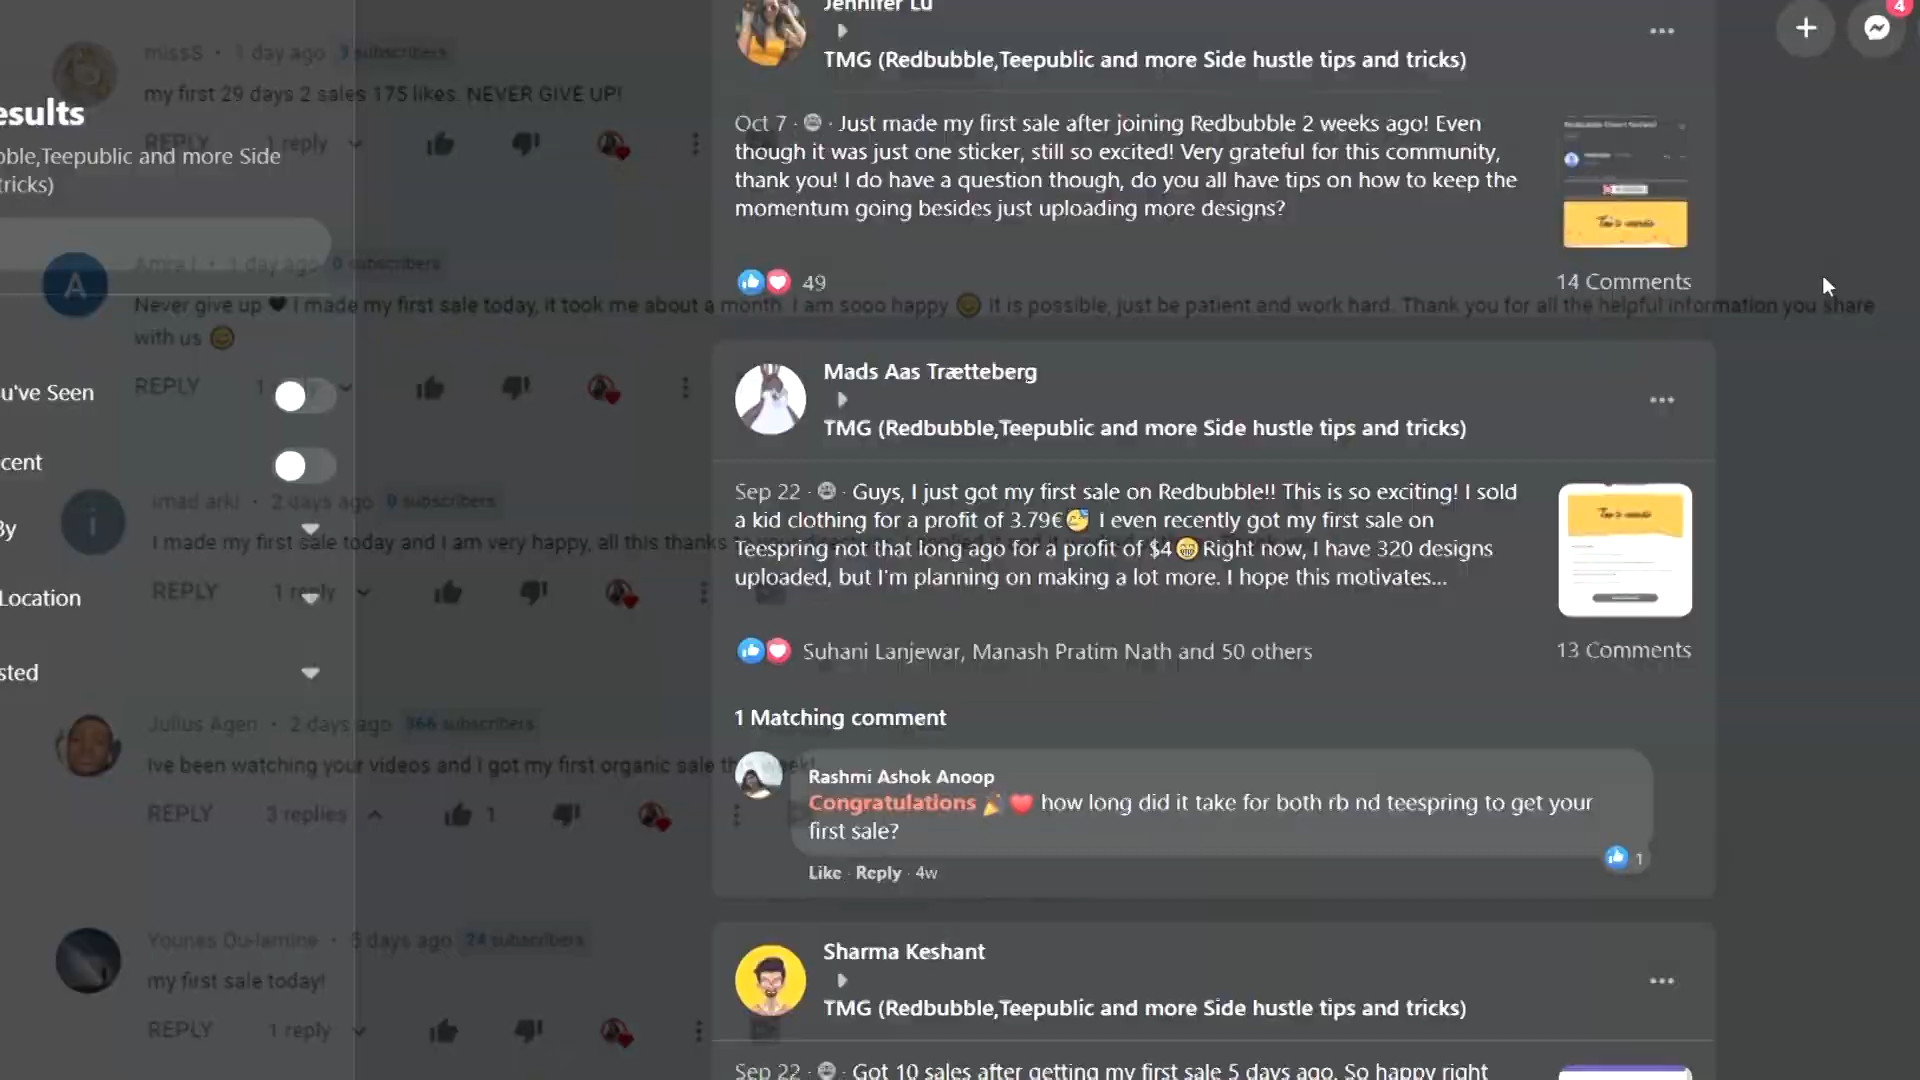 Jennifer Lu
4
missS · 1 day ago 3 subscribers
TMG (Redbubble,Teepublic and more Side hustle tips and tricks)
my first 29 days 2 sales 175 likes. NEVER GIVE UP!
esults
Oct 7 · · Just made my first sale after joining Redbubble 2 weeks ago! Even
REPLY 1 reply
though it was just one sticker, still so excited! Very grateful for this community,
bble,Teepublic and more Side
thank you! I do have a question though, do you all have tips on how to keep the
tricks)
momentum going besides just uploading more designs?
Amra I · 1 day ago 0 subscribers
A
49
14 Comments
Never give up ❤ I made my first sale today, it took me about a month. I am sooo happy 😊 It is possible, just be patient and work hard. Thank you for all the helpful information you share
with us 😊
Mads Aas Trætteberg
REPLY 1
u've Seen
TMG (Redbubble,Teepublic and more Side hustle tips and tricks)
cent
Sep 22 · · Guys, I just got my first sale on Redbubble!! This is so exciting! I sold
imad arki · 2 days ago 0 subscribers
i
a kid clothing for a profit of 3.79€😅 I even recently got my first sale on
By
I made my first sale today and I am very happy, all this thanks
Teespring not that long ago for a profit of $4😁Right now, I have 320 designs
uploaded, but I'm planning on making a lot more. I hope this motivates...
REPLY 1 reply
Location
Suhani Lanjewar, Manash Pratim Nath and 50 others
13 Comments
sted
1 Matching comment
Julius Agen · 2 days ago 366 subscribers
Ive been watching your videos and I got my first organic sale this week!
Rashmi Ashok Anoop
Congratulations 🎉 ❤️ how long did it take for both rb nd teespring to get your
REPLY 3 replies 1
first sale?
1
Like · Reply · 4w
Younes Ou-lamine · 5 days ago 24 subscribers
Sharma Keshant
my first sale today!
TMG (Redbubble,Teepublic and more Side hustle tips and tricks)
REPLY 1 reply
Sep 22 · · Got 10 sales after getting my first sale 5 days ago. So happy right